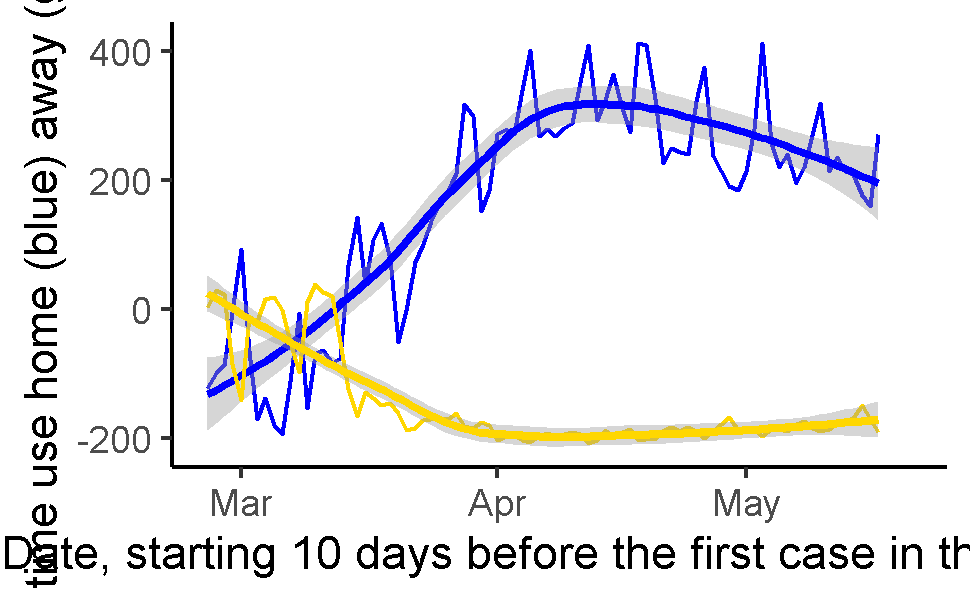 time use home (blue) away (
400
200
0
-200
Mar Apr May
Date, starting 10 days before the first case in th